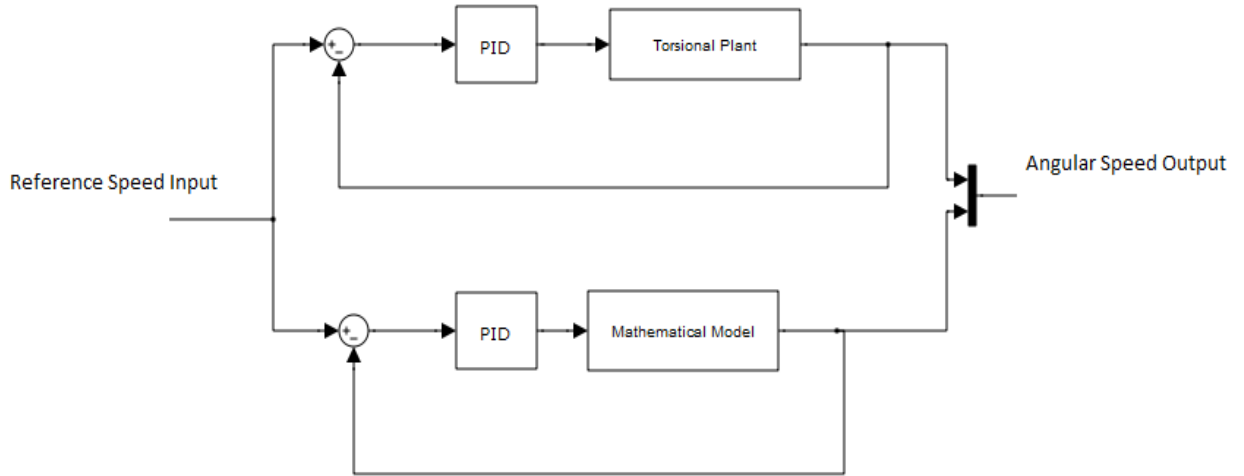 PID
Torsional Plant
Reference Speed Input
Angular Speed Output
PID
Mathematical Model